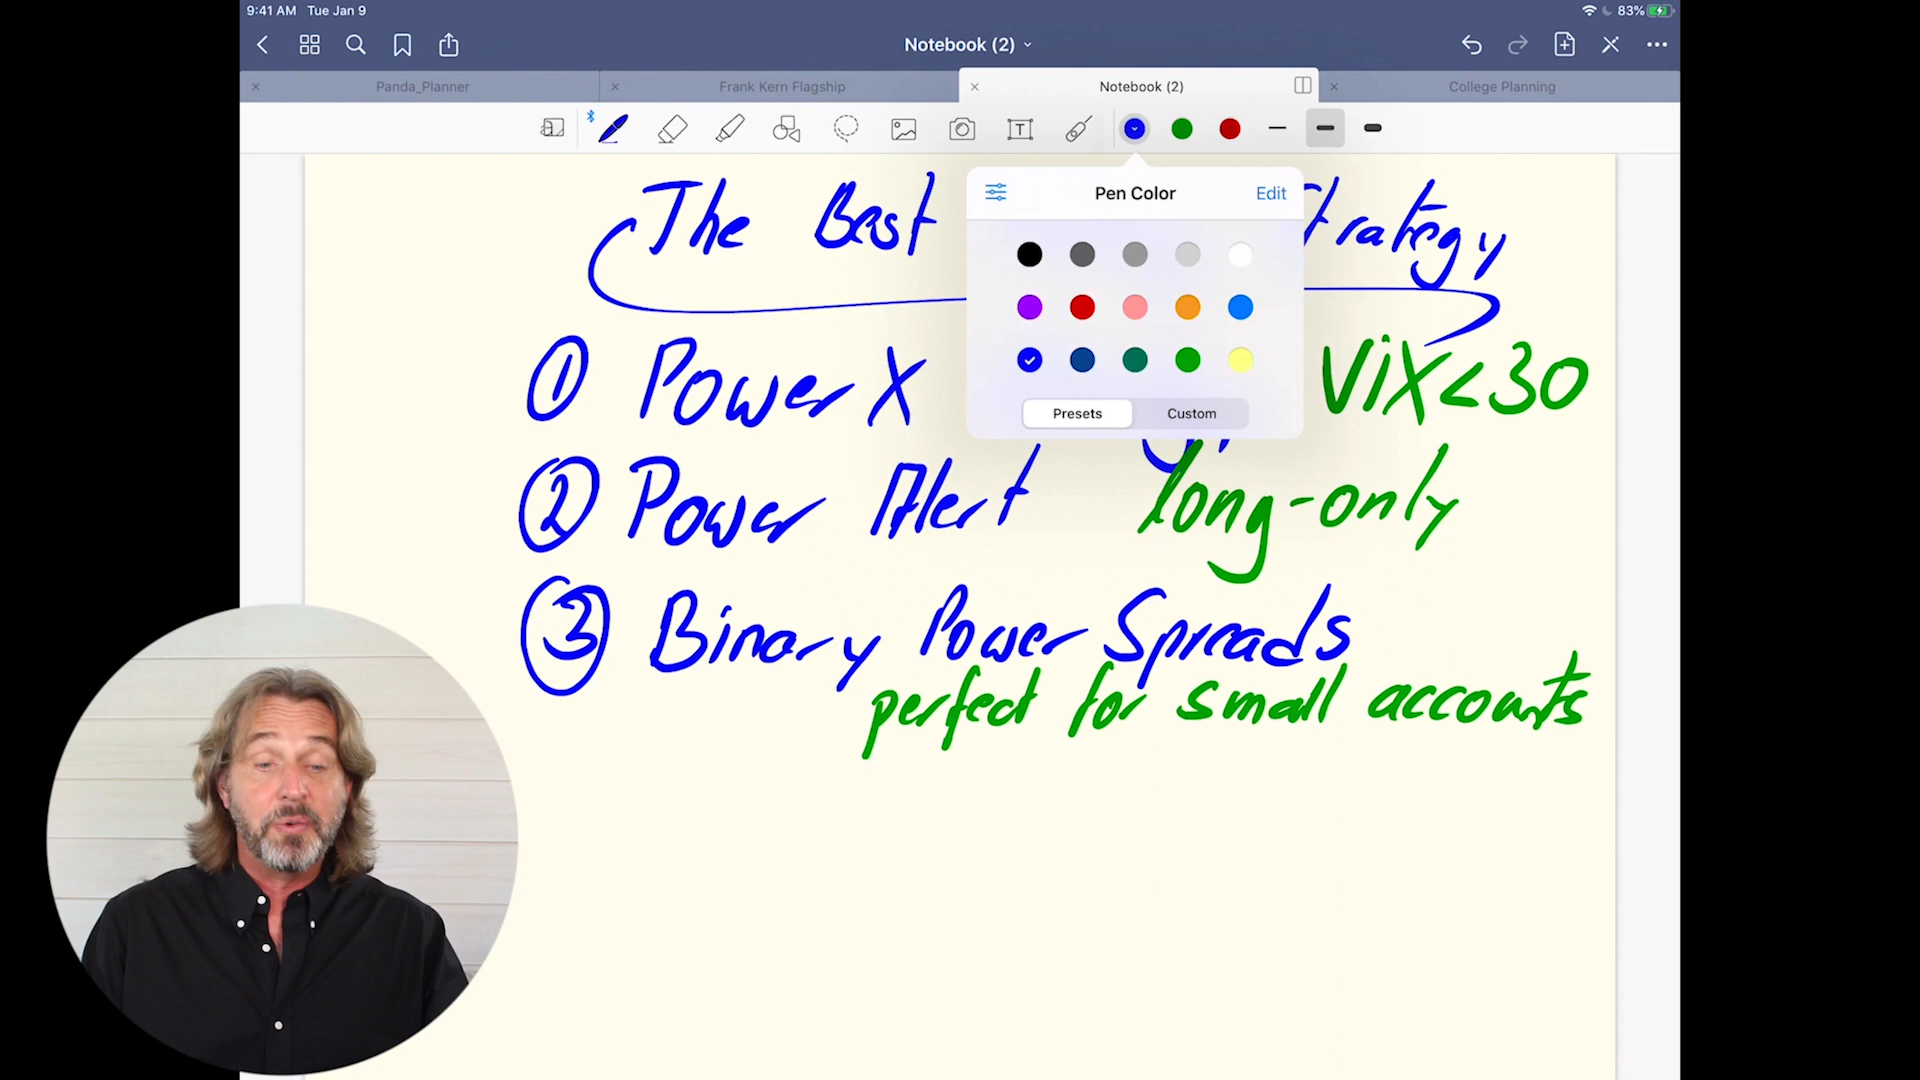 9:41 AM Tue Jan 9
83%
Notebook (2)
Panda_Planner
Frank Kern Flagship
Notebook (2)
College Planning
T
Pen Color
Edit
Presets
Custom
The Best Strategy
1 PowerX
ViX<30
2 Power Alert long-only
3 Binary Power Spreads
perfect for small accounts